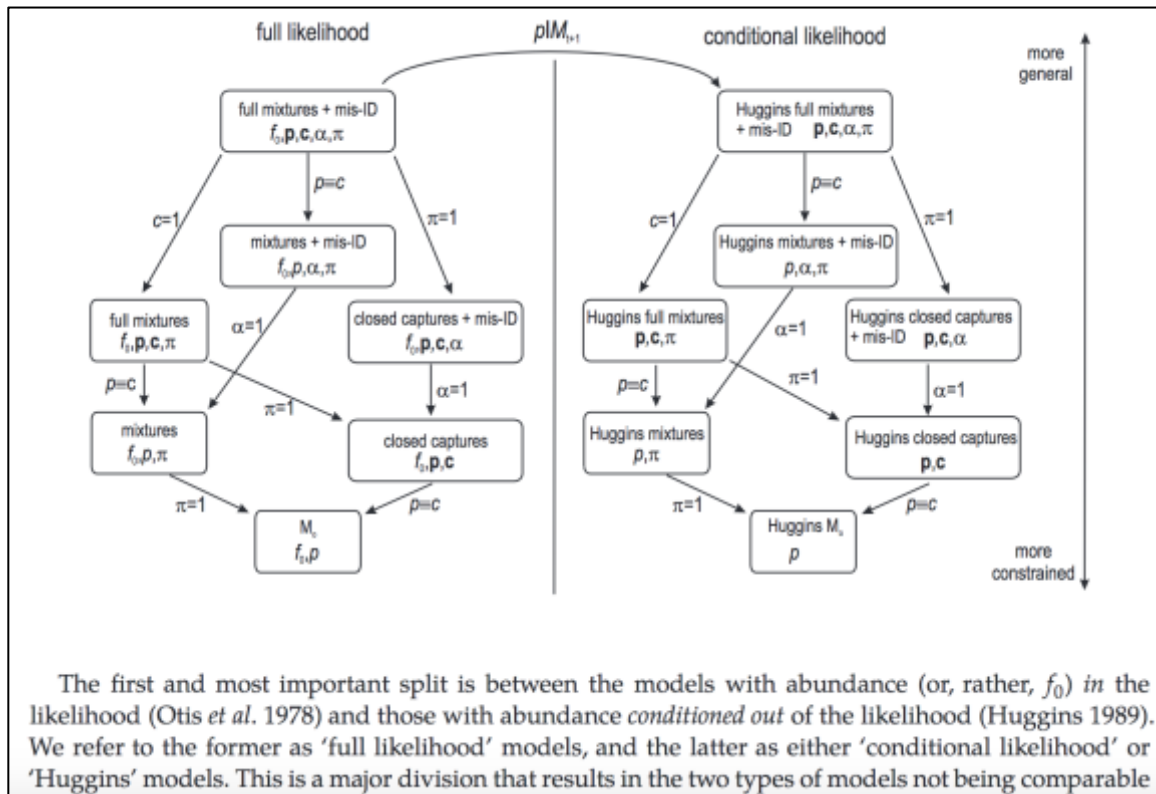 full likelihood
p|Mt+1
conditional likelihood
more
general
full mixtures + mis-ID
f0,p,c,α,π
Huggins full mixtures
+ mis-ID p,c,α,π
c=1
p=c
π=1
c=1
p=c
π=1
mixtures + mis-ID
f0,p,α,π
Huggins mixtures + mis-ID
p,α,π
full mixtures
f0,p,c,π
α=1
closed captures + mis-ID
f0,p,c,α
Huggins full mixtures
p,c,π
α=1
Huggins closed captures
+ mis-ID p,c,α
p=c
π=1
α=1
p=c
π=1
α=1
mixtures
f0,p,π
closed captures
f0,p,c
Huggins mixtures
p,π
Huggins closed captures
p,c
π=1
p=c
π=1
p=c
M0
f0,p
Huggins M0
p
more
constrained
The first and most important split is between the models with abundance (or, rather, f0) in the
likelihood (Otis et al. 1978) and those with abundance conditioned out of the likelihood (Huggins 1989).
We refer to the former as ‘full likelihood’ models, and the latter as either ‘conditional likelihood’ or
‘Huggins’ models. This is a major division that results in the two types of models not being comparable